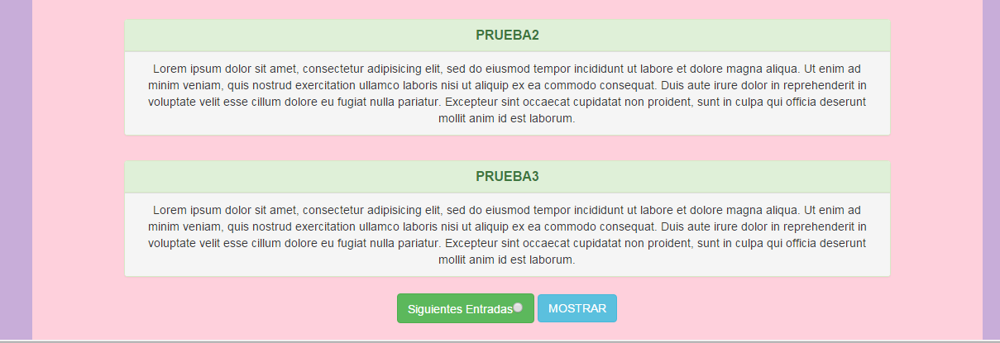 PRUEBA2
Lorem ipsum dolor sit amet, consectetur adipisicing elit, sed do eiusmod tempor incididunt ut labore et dolore magna aliqua. Ut enim ad
minim veniam, quis nostrud exercitation ullamco laboris nisi ut aliquip ex ea commodo consequat. Duis aute irure dolor in reprehenderit in
voluptate velit esse cillum dolore eu fugiat nulla pariatur. Excepteur sint occaecat cupidatat non proident, sunt in culpa qui officia deserunt
mollit anim id est laborum.
PRUEBA3
Lorem ipsum dolor sit amet, consectetur adipisicing elit, sed do eiusmod tempor incididunt ut labore et dolore magna aliqua. Ut enim ad
minim veniam, quis nostrud exercitation ullamco laboris nisi ut aliquip ex ea commodo consequat. Duis aute irure dolor in reprehenderit in
voluptate velit esse cillum dolore eu fugiat nulla pariatur. Excepteur sint occaecat cupidatat non proident, sunt in culpa qui officia deserunt
mollit anim id est laborum.
Siguientes Entradas MOSTRAR